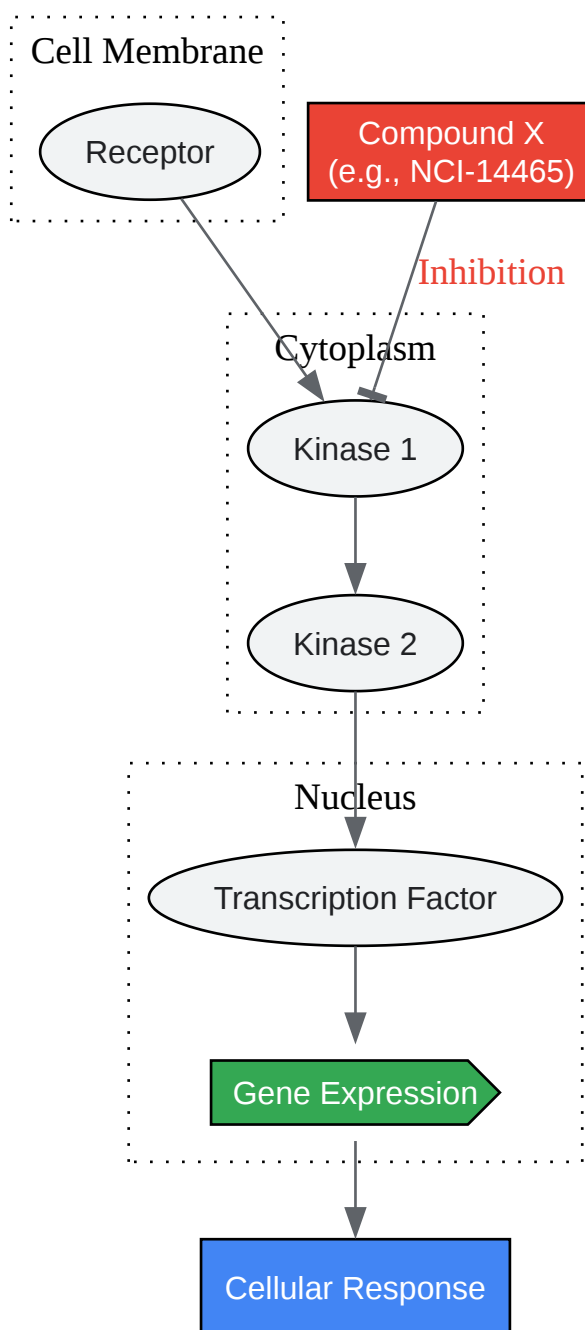 Cell Membrane
Receptor
Compound X
(e.g., NCI-14465)
Inhibition
Cytoplasm
Kinase 1
Kinase 2
Nucleus
Transcription Factor
Gene Expression
Cellular Response